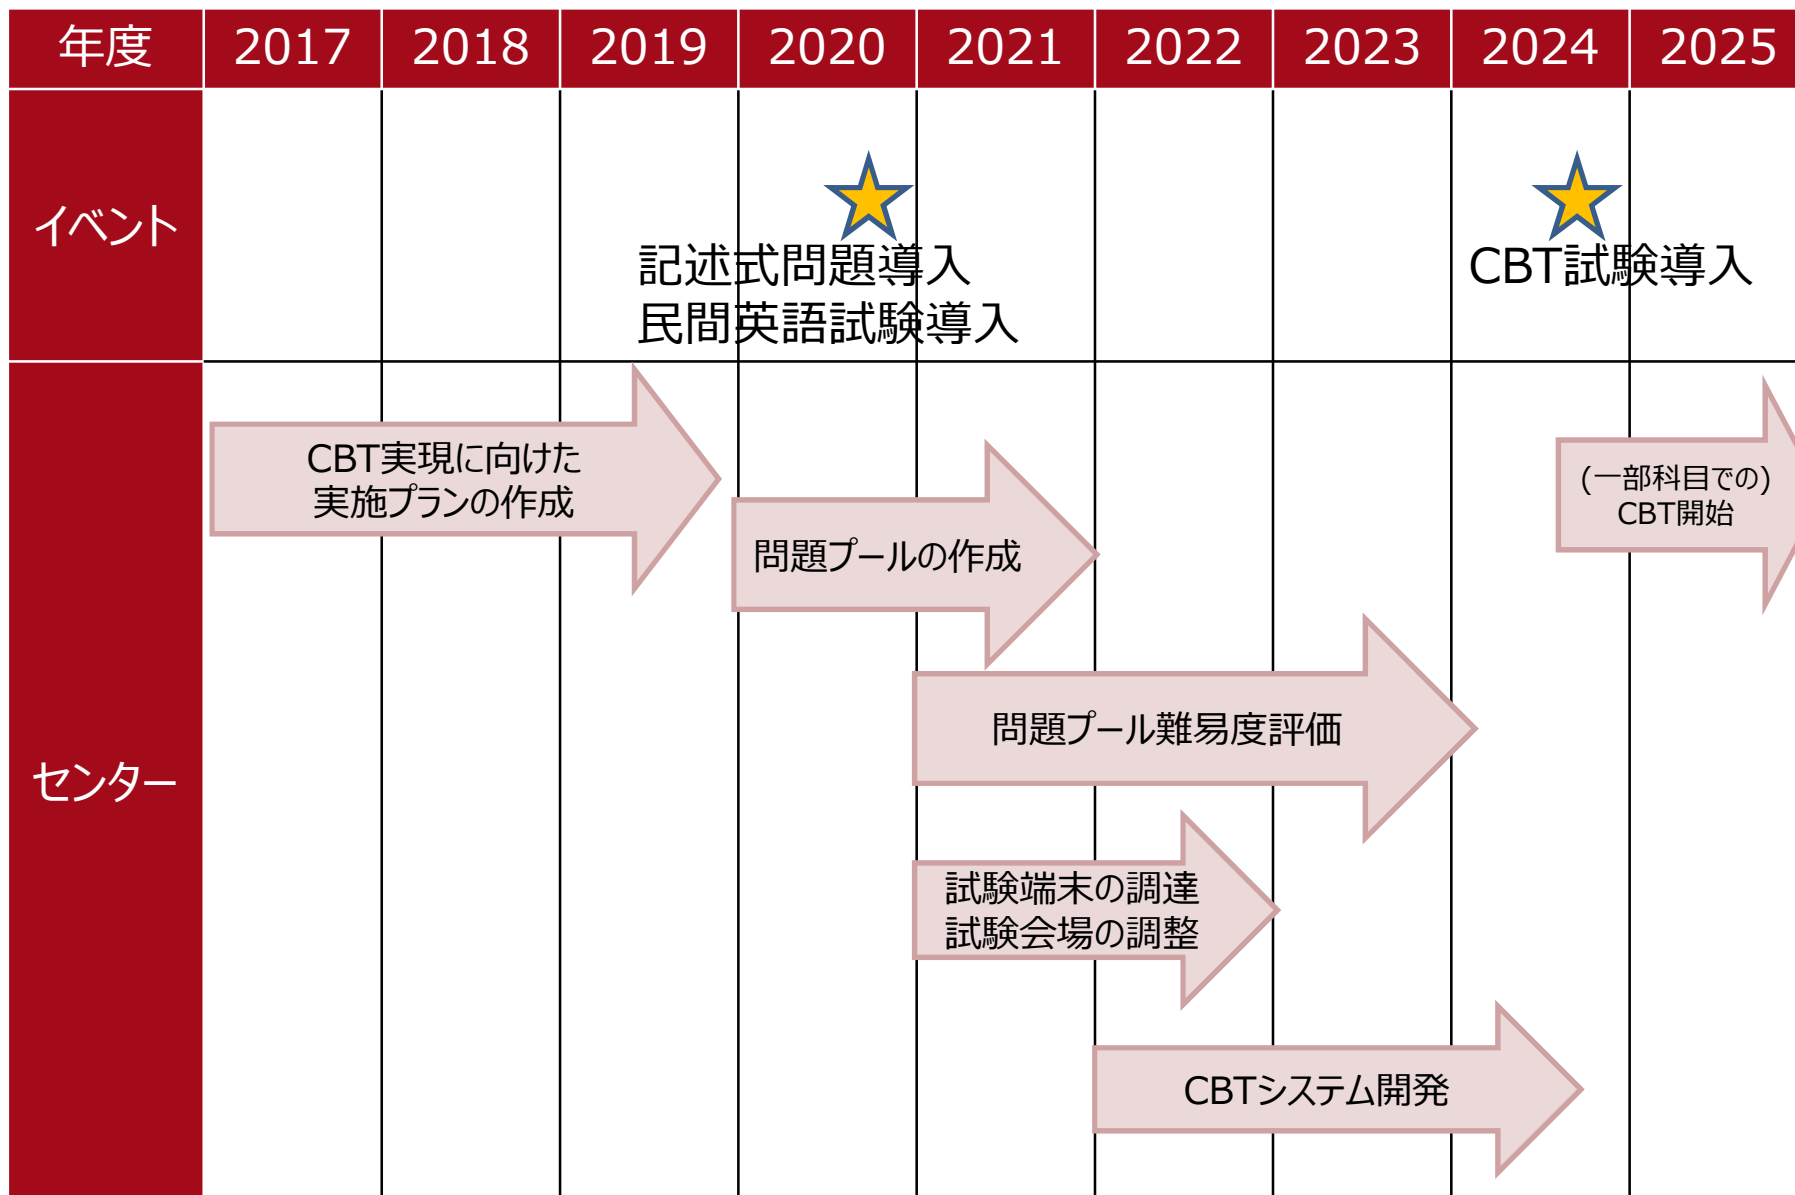 年度 2017 2018 2019 2020 2021 2022 2023 2024 2025
イベント
記述式問題導入
民間英語試験導入
CBT試験導入
センター
CBT実現に向けた
実施プランの作成
(一部科目での)
CBT開始
問題プールの作成
問題プール難易度評価
試験端末の調達
試験会場の調整
CBTシステム開発